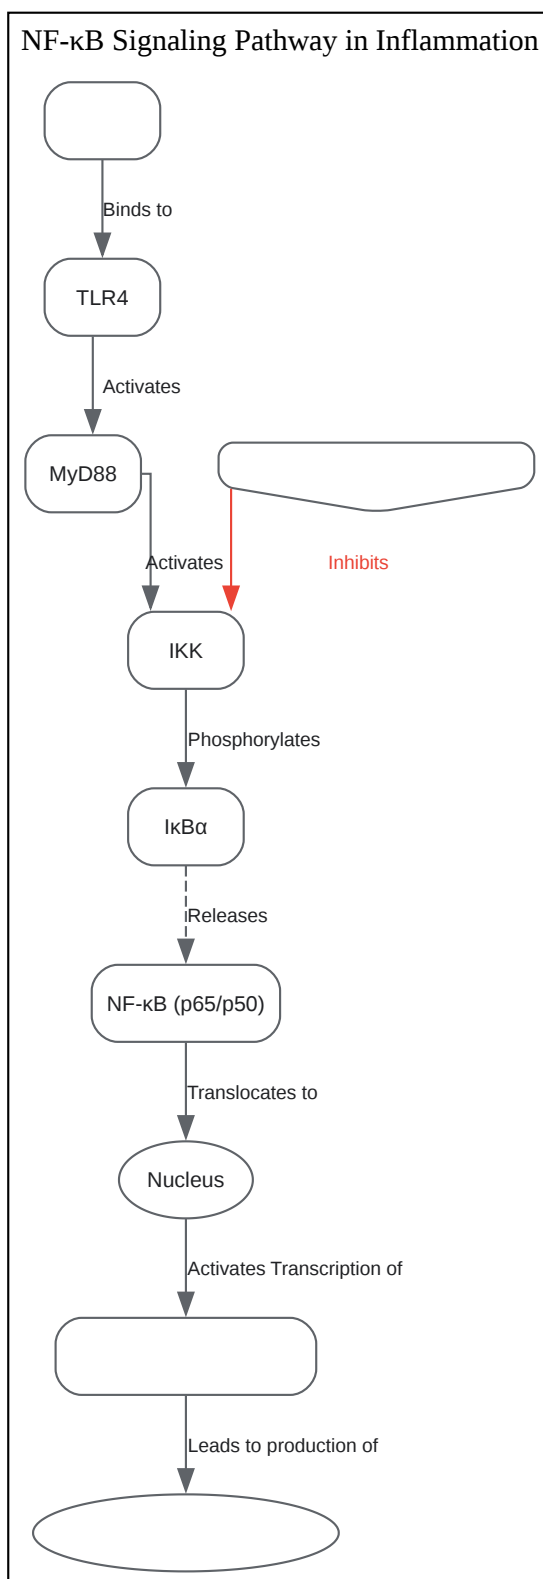 NF-κB Signaling Pathway in Inflammation
Binds to
TLR4
Activates
MyD88
Activates
Inhibits
IKK
Phosphorylates
IκBα
Releases
NF-κB (p65/p50)
Translocates to
Nucleus
Activates Transcription of
Leads to production of